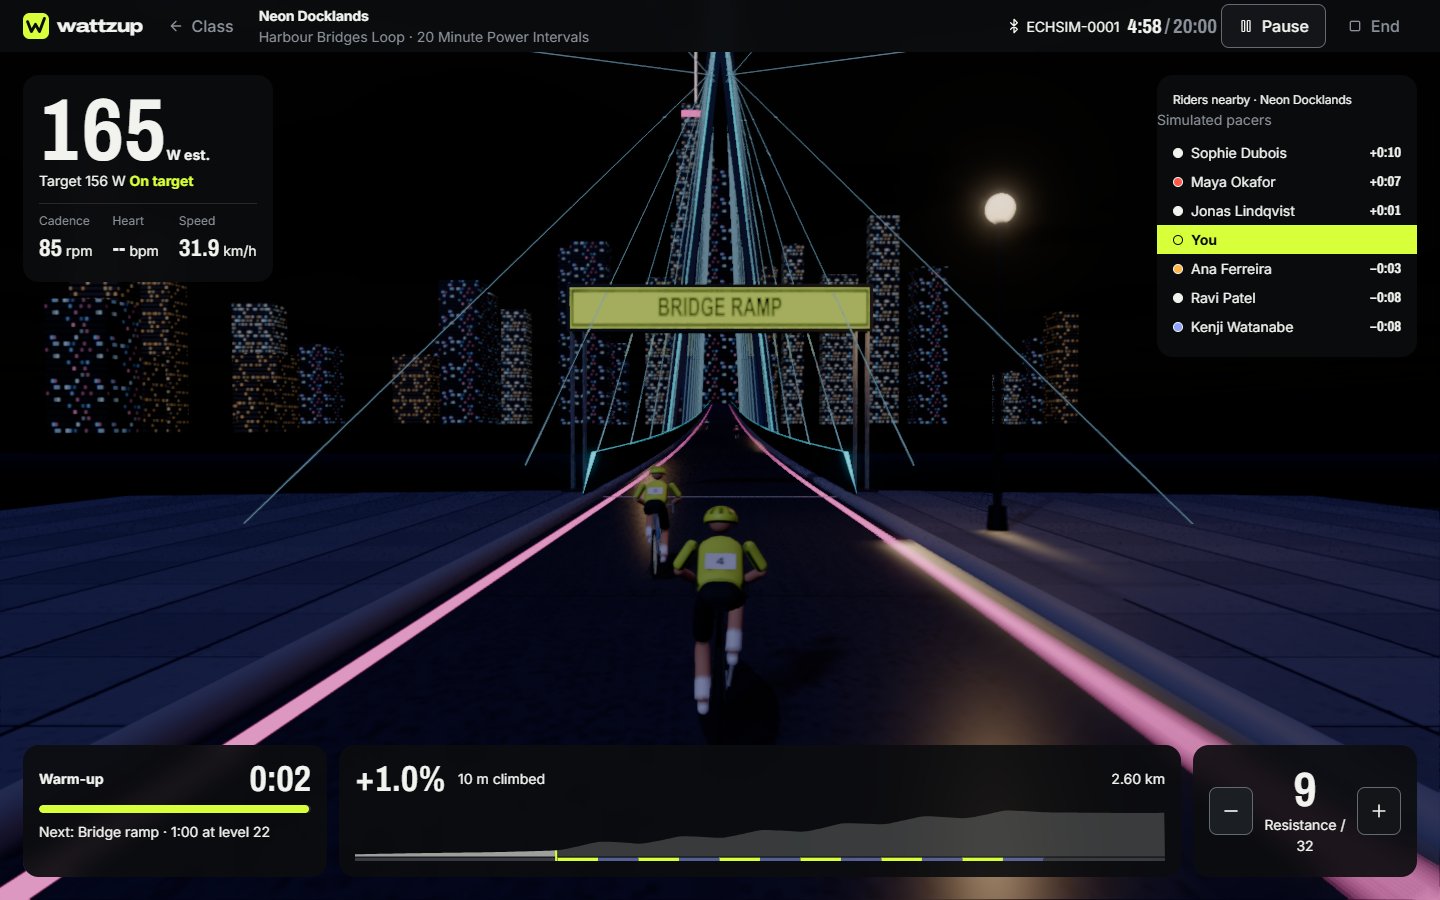 W wattzup
← Class
Neon Docklands
Harbour Bridges Loop · 20 Minute Power Intervals
ECHSIM-0001 4:58 / 20:00
Pause
End
165 W est.
Target 156 W On target
Cadence Heart Speed
85 rpm -- bpm 31.9 km/h
Riders nearby · Neon Docklands
Simulated pacers
Sophie Dubois +0:10
Maya Okafor +0:07
Jonas Lindqvist +0:01
You
Ana Ferreira −0:03
Ravi Patel −0:08
Kenji Watanabe −0:08
BRIDGE RAMP
4
Warm-up 0:02
Next: Bridge ramp · 1:00 at level 22
+1.0% 10 m climbed 2.60 km
− 9 +
Resistance /
32